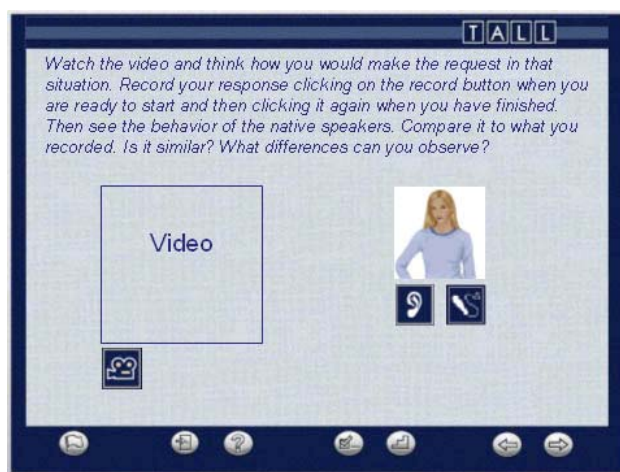 TALL
Watch the video and think how you would make the request in that
situation. Record your response clicking on the record button when you
are ready to start and then clicking it again when you have finished.
Then see the behavior of the native speakers. Compare it to what you
recorded. Is it similar? What differences can you observe?
Video
?